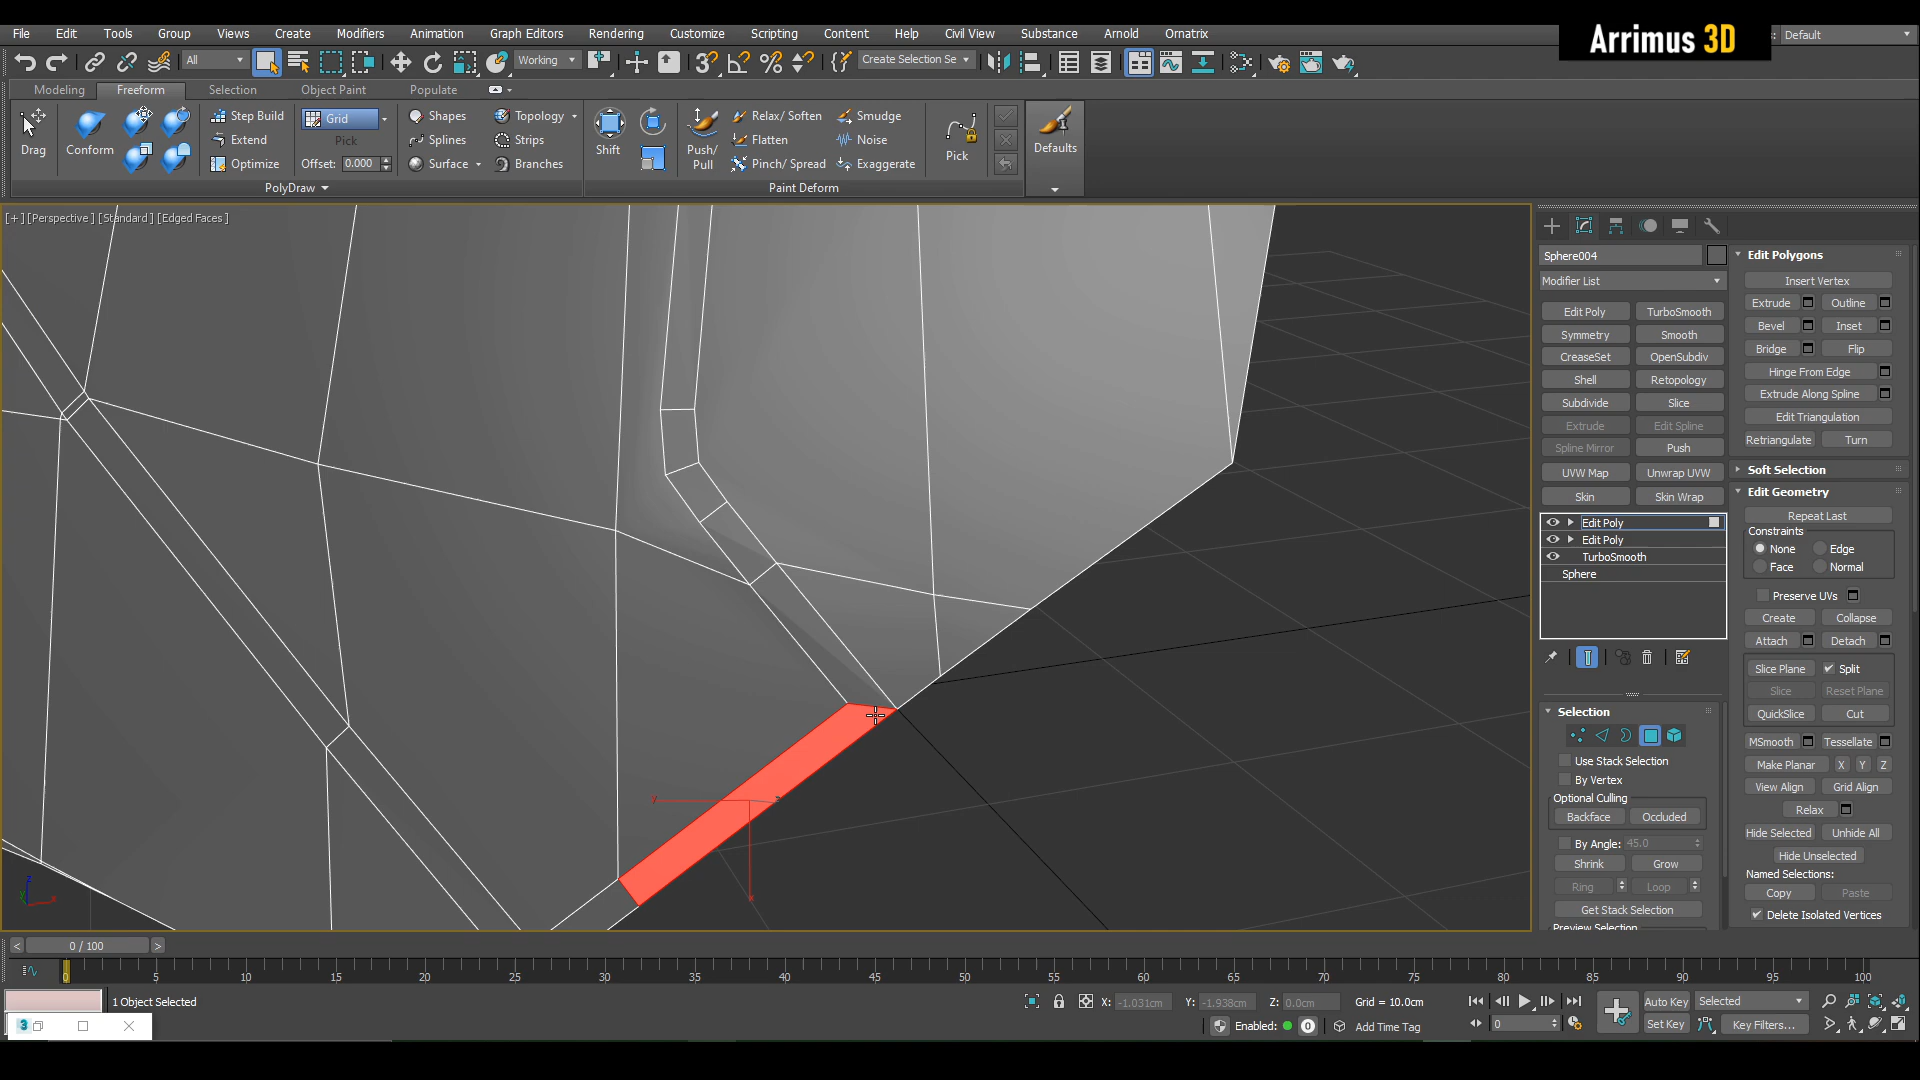 File Edit Tools Group Views Create Modifiers Animation Graph Editors Rendering Customize Scripting Content Help Civil View Substance Arnold Ornatrix
Arrimus 3D
: Default
All
Working
Create Selection Se
Modeling Freeform Selection Object Paint Populate
Drag
Conform
Step Build
Extend
Optimize
Grid
Pick
Offset: 0.000
Shapes
Splines
Surface
Topology
Strips
Branches
PolyDraw
Shift
Push/
Pull
Relax/ Soften
Flatten
Pinch/ Spread
Smudge
Noise
Exaggerate
Paint Deform
Pick
Defaults
[+] [Perspective] [Standard] [Edged Faces]
Sphere004
Modifier List
Edit Poly TurboSmooth
Symmetry Smooth
CreaseSet OpenSubdiv
Shell Retopology
Subdivide Slice
Extrude Edit Spline
Spline Mirror Push
UVW Map Unwrap UVW
Skin Skin Wrap
Edit Poly
Edit Poly
TurboSmooth
Sphere
Selection
Use Stack Selection
By Vertex
Optional Culling
Backface Occluded
By Angle: 45.0
Shrink Grow
Ring Loop
Get Stack Selection
Preview Selection
Edit Polygons
Insert Vertex
Extrude Outline
Bevel Inset
Bridge Flip
Hinge From Edge
Extrude Along Spline
Edit Triangulation
Retriangulate Turn
Soft Selection
Edit Geometry
Repeat Last
Constraints
None Edge
Face Normal
Preserve UVs
Create Collapse
Attach Detach
Slice Plane Split
Slice Reset Plane
QuickSlice Cut
MSmooth Tessellate
Make Planar X Y Z
View Align Grid Align
Relax
Hide Selected Unhide All
Hide Unselected
Named Selections:
Copy Paste
Delete Isolated Vertices
< 0 / 100 >
0 5 10 15 20 25 30 35 40 45 50 55 60 65 70 75 80 85 90 95 100
1 Object Selected
X: -1.031cm Y: -1.938cm Z: 0.0cm Grid = 10.0cm
Enabled: 0 Add Time Tag
0
Auto Key Selected
Set Key Key Filters...
3